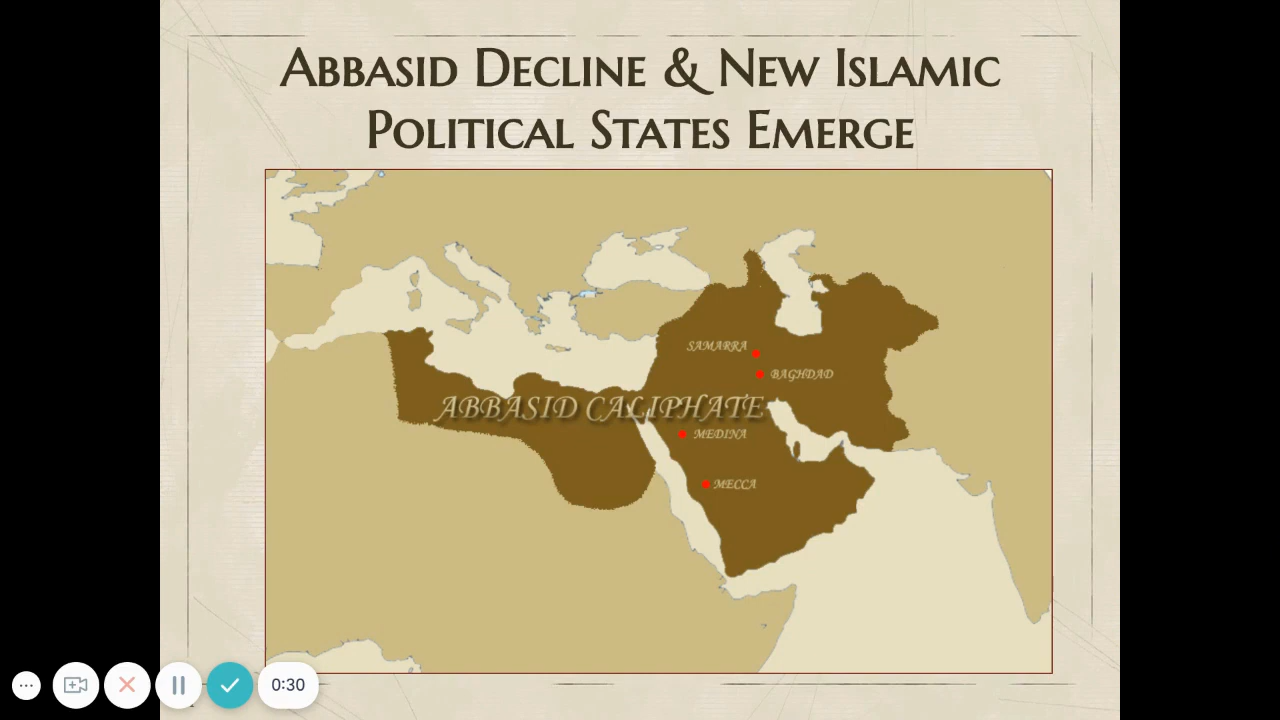 Abbasid Decline & New Islamic
Political States Emerge
SAMARRA
BAGHDAD
ABBASID CALIPHATE
MEDINA
MECCA
0:30